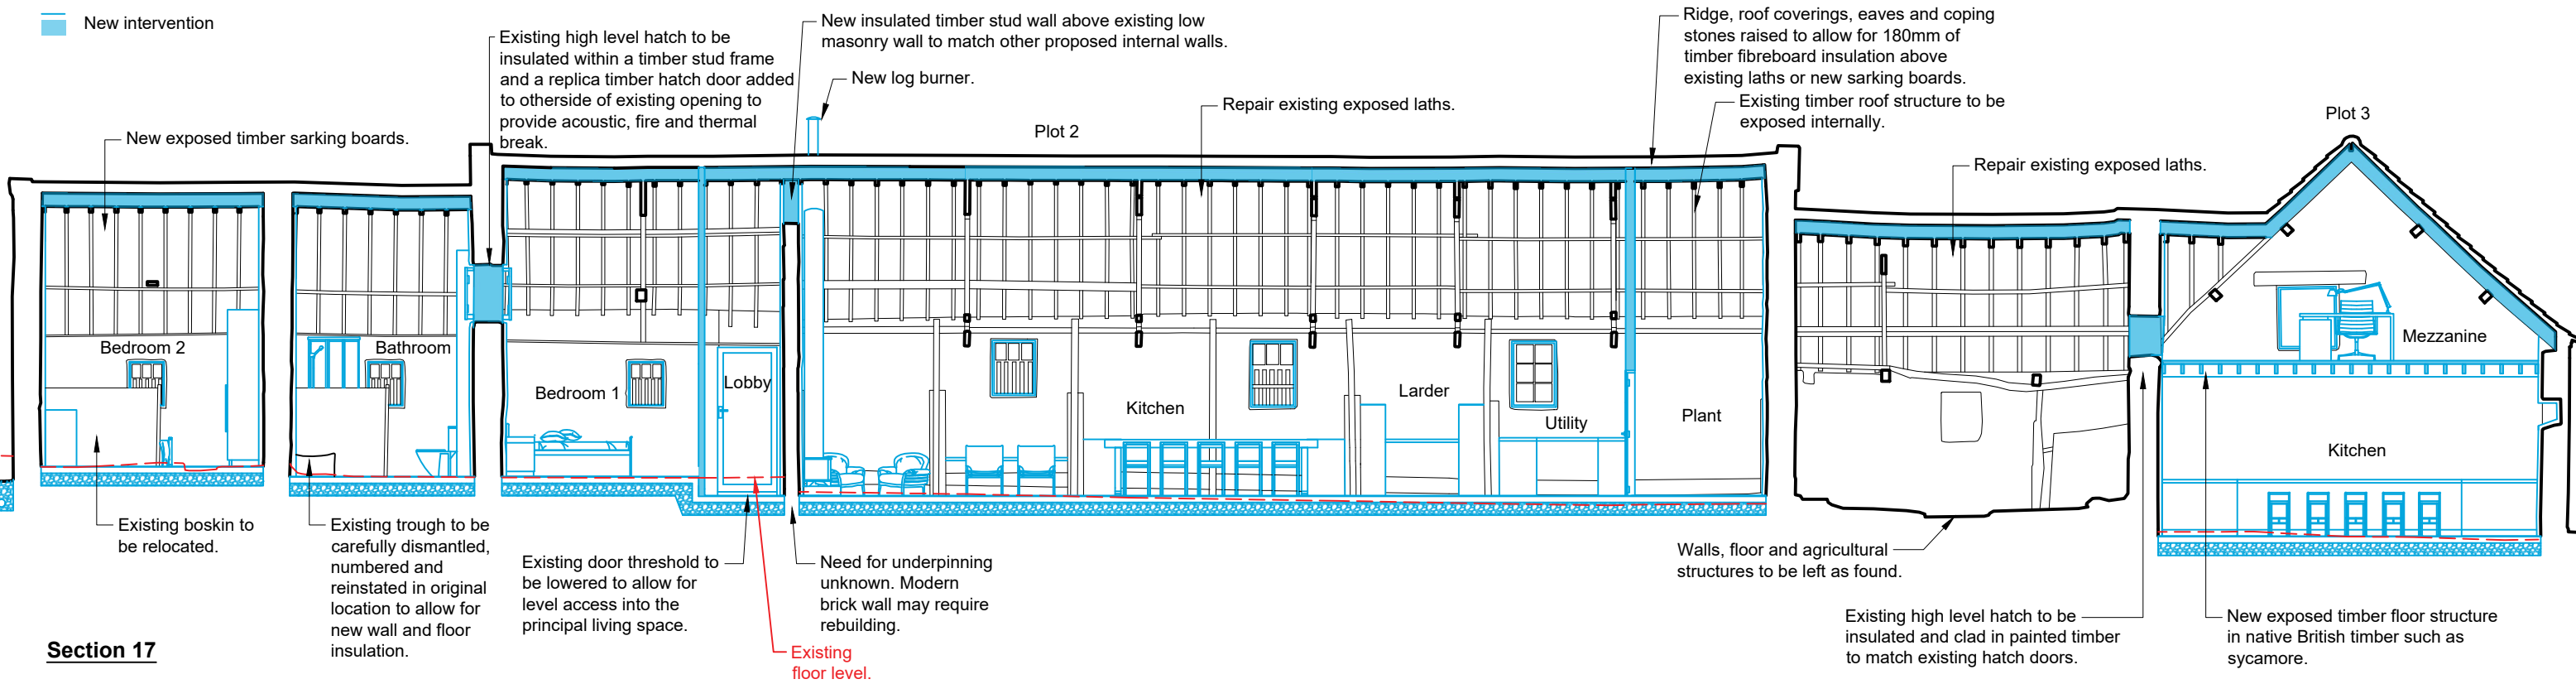 New intervention
Existing high level hatch to be
insulated within a timber stud frame
and a replica timber hatch door added
to otherside of existing opening to
provide acoustic, fire and thermal
break.
New insulated timber stud wall above existing low
masonry wall to match other proposed internal walls.
New log burner.
Plot 2
Repair existing exposed laths.
Ridge, roof coverings, eaves and coping
stones raised to allow for 180mm of
timber fibreboard insulation above
existing laths or new sarking boards.
Existing timber roof structure to be
exposed internally.
Plot 3
New exposed timber sarking boards.
Repair existing exposed laths.
Bedroom 2
Bathroom
Bedroom 1
Lobby
Kitchen
Larder
Utility
Plant
Mezzanine
Kitchen
Existing boskin to
be relocated.
Existing trough to be
carefully dismantled,
numbered and
reinstated in original
location to allow for
new wall and floor
insulation.
Existing door threshold to
be lowered to allow for
level access into the
principal living space.
Need for underpinning
unknown. Modern
brick wall may require
rebuilding.
Existing
floor level.
Walls, floor and agricultural
structures to be left as found.
Existing high level hatch to be
insulated and clad in painted timber
to match existing hatch doors.
New exposed timber floor structure
in native British timber such as
sycamore.
Section 17